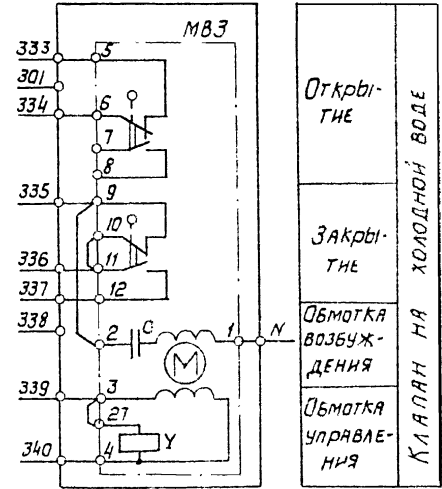 МВ3
333
301
334
335
336
337
338
339
340
5
6
7
8
9
10
11
12
2
C
1
N
M
3
27
4
Y
ОТКРЫ-
ТИЕ
ЗАКРЫ-
ТИЕ
ОБМОТКА
ВОЗБУЖ-
ДЕНИЯ
ОБМОТКА
УПРАВЛЕ-
НИЯ
КЛАПАН НА ХОЛОДНОЙ ВОДЕ